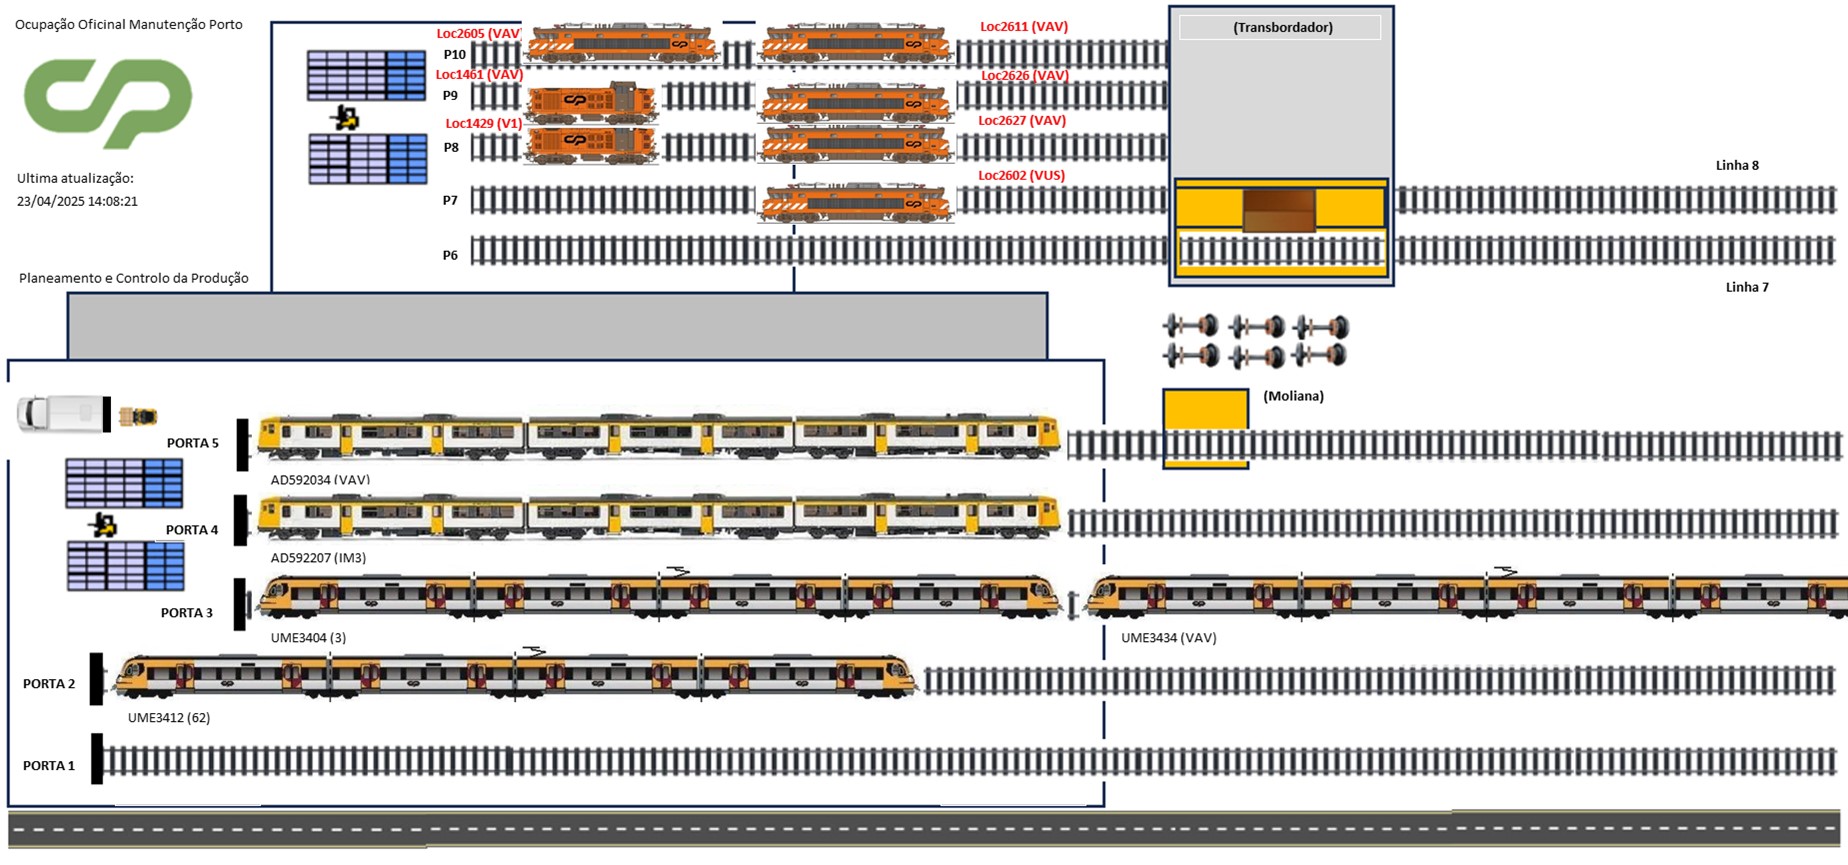 Ocupação Oficinal Manutenção Porto
Ultima atualização:
23/04/2025 14:08:21
Planeamento e Controlo da Produção
Loc2605 (VAV)
Loc2611 (VAV)
P10
Loc1461 (VAV)
Loc2626 (VAV)
P9
Loc1429 (V1)
Loc2627 (VAV)
P8
Loc2602 (VUS)
P7
P6
(Transbordador)
Linha 8
Linha 7
(Moliana)
PORTA 5
AD592034 (VAV)
PORTA 4
AD592207 (IM3)
PORTA 3
UME3404 (3)
UME3434 (VAV)
PORTA 2
UME3412 (62)
PORTA 1